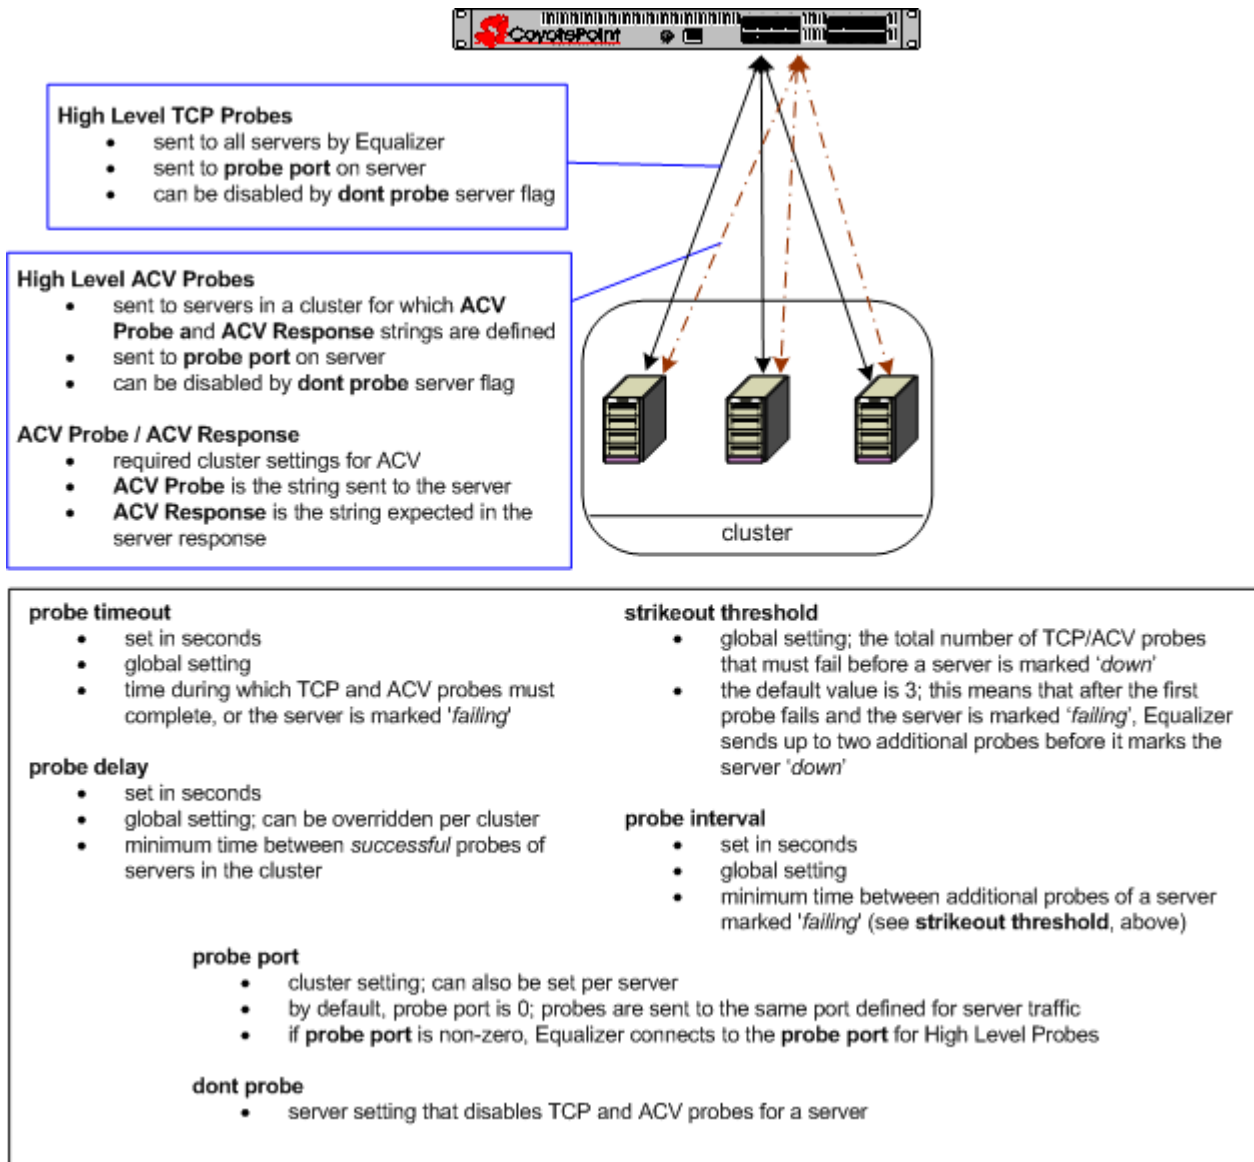 CoyotePoint
High Level TCP Probes
• sent to all servers by Equalizer
• sent to probe port on server
• can be disabled by dont probe server flag
High Level ACV Probes
• sent to servers in a cluster for which ACV
Probe and ACV Response strings are defined
• sent to probe port on server
• can be disabled by dont probe server flag
ACV Probe / ACV Response
• required cluster settings for ACV
• ACV Probe is the string sent to the server
• ACV Response is the string expected in the
server response
cluster
probe timeout
• set in seconds
• global setting
• time during which TCP and ACV probes must
complete, or the server is marked 'failing'
probe delay
• set in seconds
• global setting; can be overridden per cluster
• minimum time between successful probes of
servers in the cluster
strikeout threshold
• global setting; the total number of TCP/ACV probes
that must fail before a server is marked ‘down’
• the default value is 3; this means that after the first
probe fails and the server is marked ‘failing’, Equalizer
sends up to two additional probes before it marks the
server ‘down’
probe interval
• set in seconds
• global setting
• minimum time between additional probes of a server
marked 'failing' (see strikeout threshold, above)
probe port
• cluster setting; can also be set per server
• by default, probe port is 0; probes are sent to the same port defined for server traffic
• if probe port is non-zero, Equalizer connects to the probe port for High Level Probes
dont probe
• server setting that disables TCP and ACV probes for a server